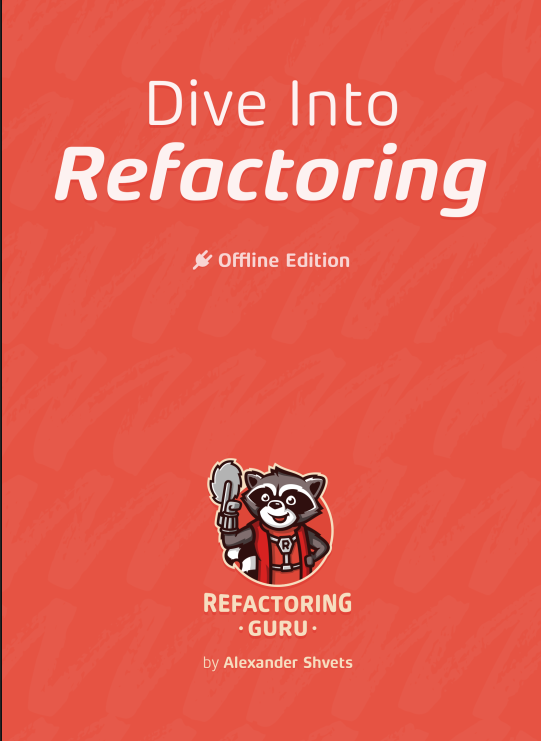 Dive Into
Refactoring
Offline Edition
R
REFACTORING
· GURU ·
by Alexander Shvets